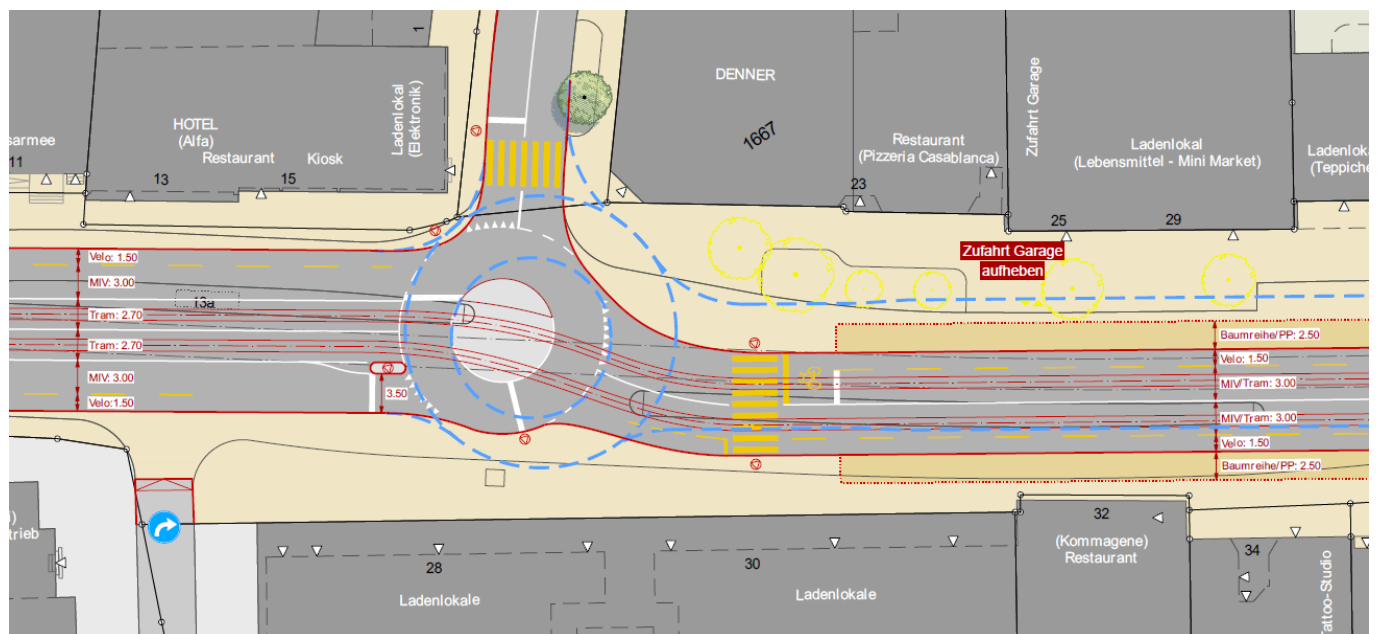 1
DENNER
1667
HOTEL
(Alfa)
Restaurant
Kiosk
Ladenlokal
(Elektronik)
sarmee
11
13
15
Restaurant
(Pizzeria Casablanca)
23
Zufahrt Garage
Ladenlokal
(Lebensmittel - Mini Market)
25
29
Ladenloka
(Teppiche
Zufahrt Garage
aufheben
Velo: 1.50
MIV: 3.00
13a
Tram: 2.70
Tram: 2.70
MIV: 3.00
Velo:1.50
3.50
Baumreihe/PP: 2.50
Velo: 1.50
MIV/Tram: 3.00
MIV/Tram: 3.00
Velo: 1.50
Baumreihe/PP: 2.50
trieb
28
Ladenlokale
30
Ladenlokale
32
(Kommagene)
Restaurant
34
attoo-Studio